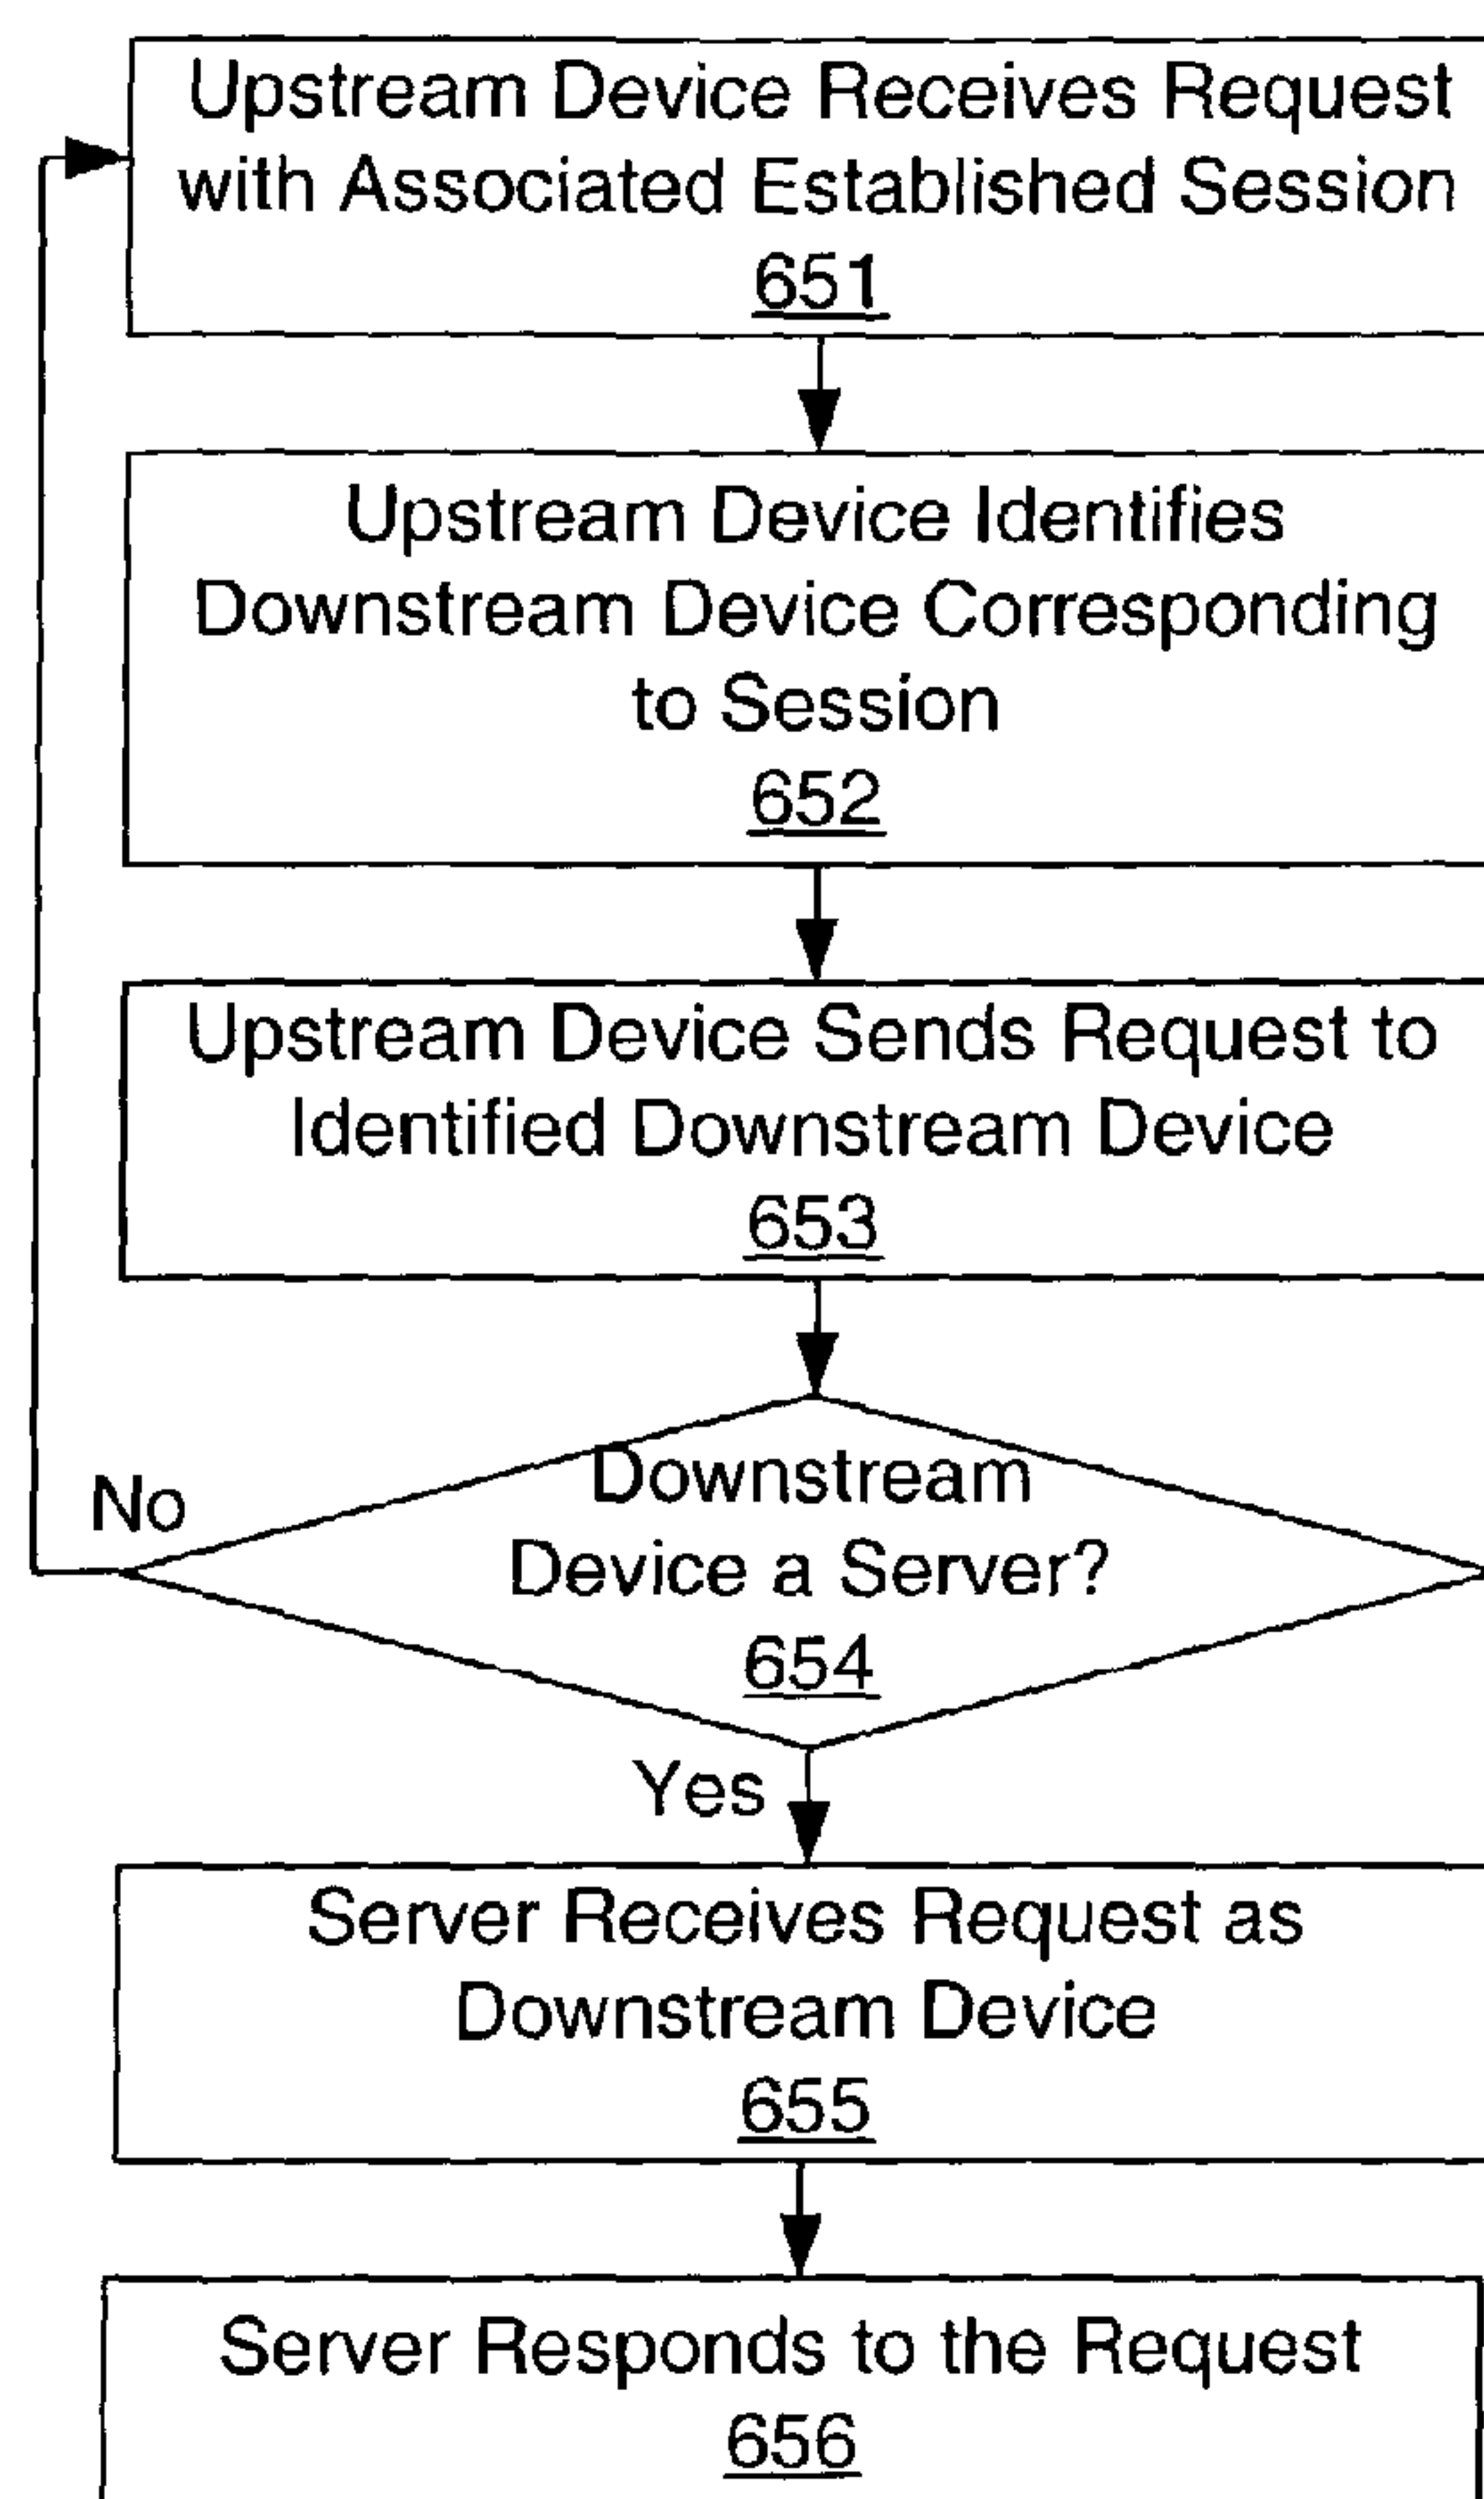 Upstream Device Receives Request
with Associated Established Session
651
Upstream Device Identifies
Downstream Device Corresponding
to Session
652
Upstream Device Sends Request to
Identified Downstream Device
653
Downstream
Device a Server?
654
No
Yes
Server Receives Request as
Downstream Device
655
Server Responds to the Request
656